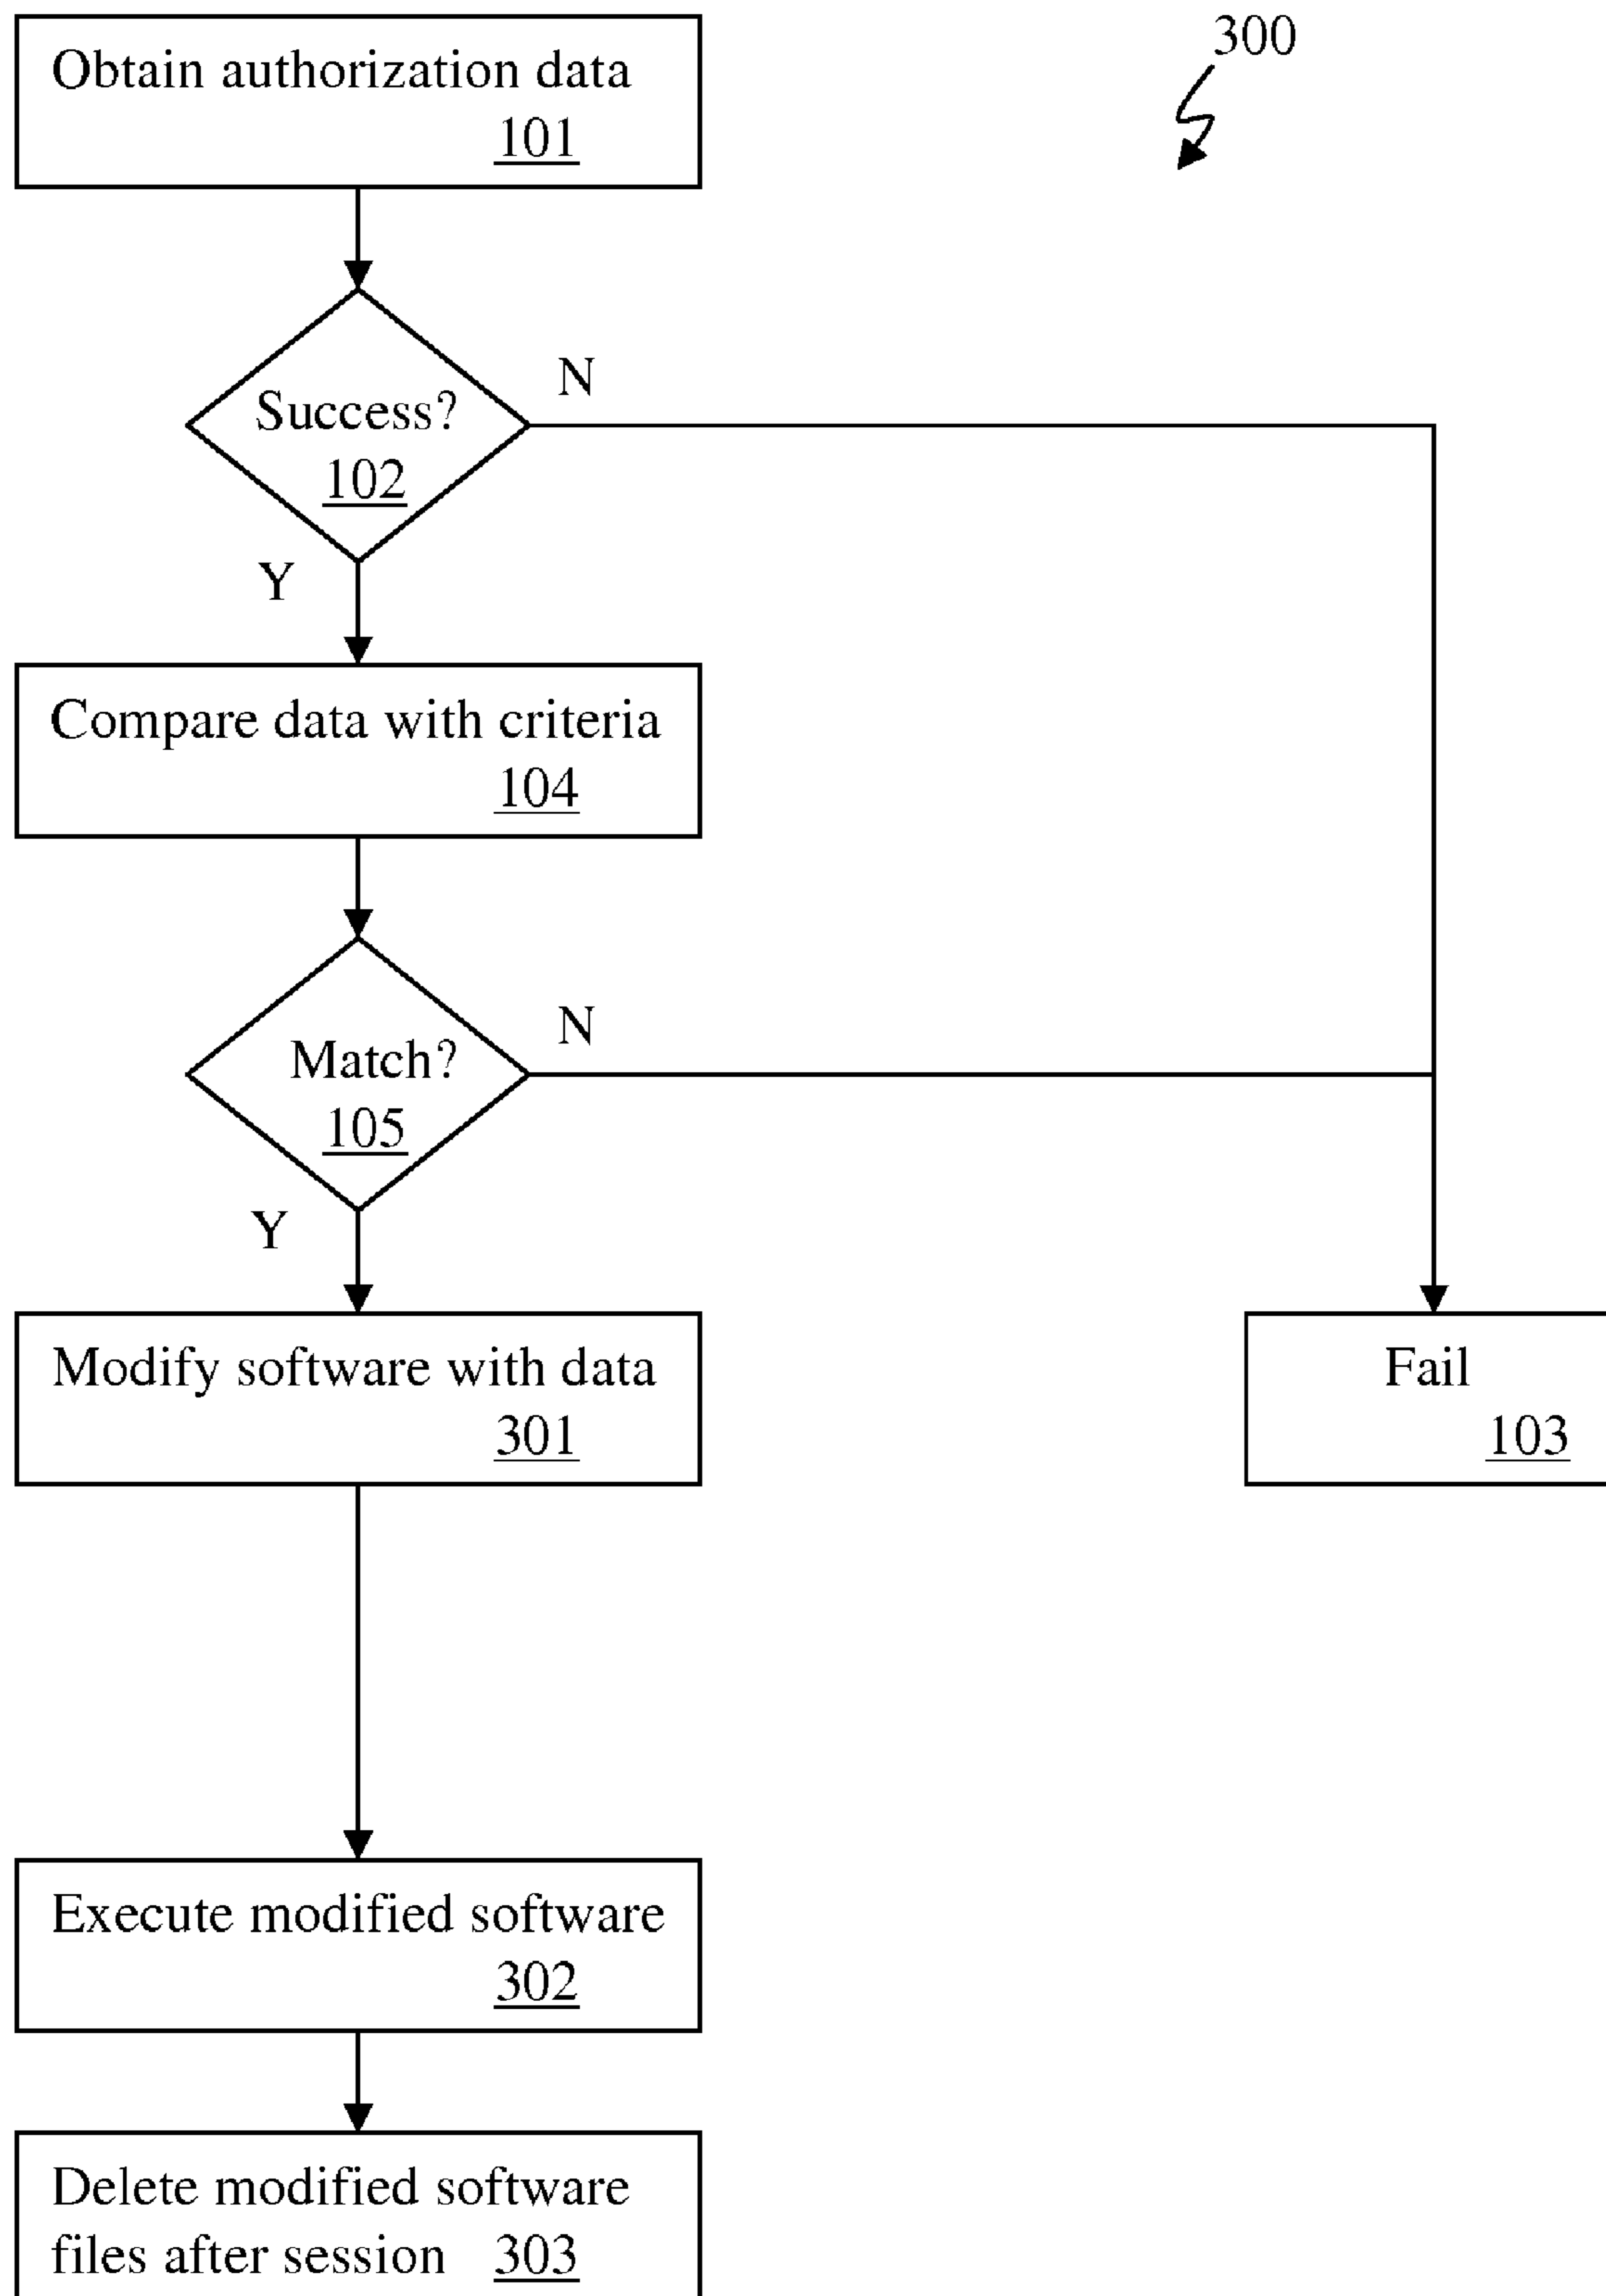 Obtain authorization data
101
300
Success?
102
N
Y
Compare data with criteria
104
Match?
105
N
Y
Modify software with data
301
Fail
103
Execute modified software
302
Delete modified software
files after session 303